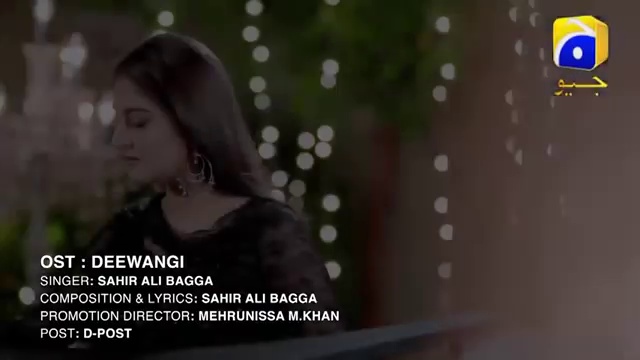 جیو
OST : DEEWANGI
SINGER: SAHIR ALI BAGGA
COMPOSITION & LYRICS: SAHIR ALI BAGGA
PROMOTION DIRECTOR: MEHRUNISSA M.KHAN
POST: D-POST